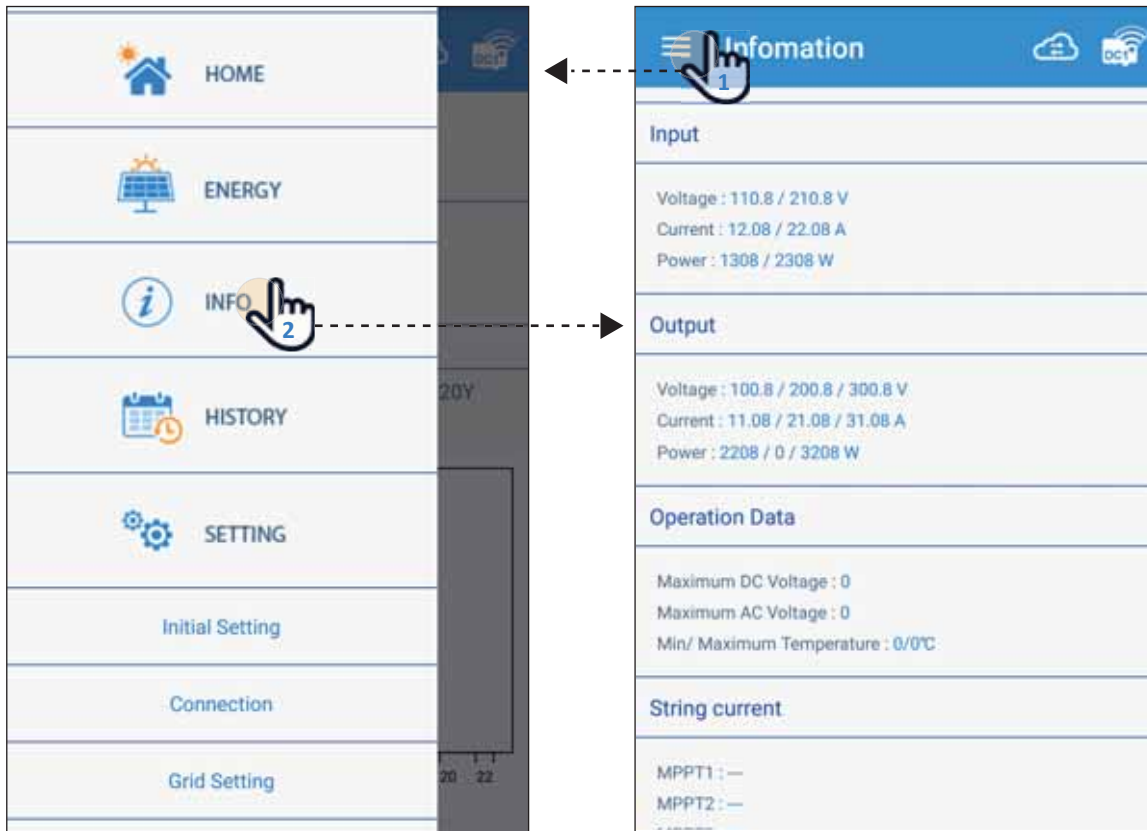 HOME
ENERGY
INFO
2
HISTORY
SETTING
Initial Setting
Connection
Grid Setting
20Y
20 22
Infomation
DC1
1
Input
Voltage : 110.8 / 210.8 V
Current : 12.08 / 22.08 A
Power : 1308 / 2308 W
Output
Voltage : 100.8 / 200.8 / 300.8 V
Current : 11.08 / 21.08 / 31.08 A
Power : 2208 / 0 / 3208 W
Operation Data
Maximum DC Voltage : 0
Maximum AC Voltage : 0
Min/ Maximum Temperature : 0/0°C
String current
MPPT1 : ---
MPPT2 : ---